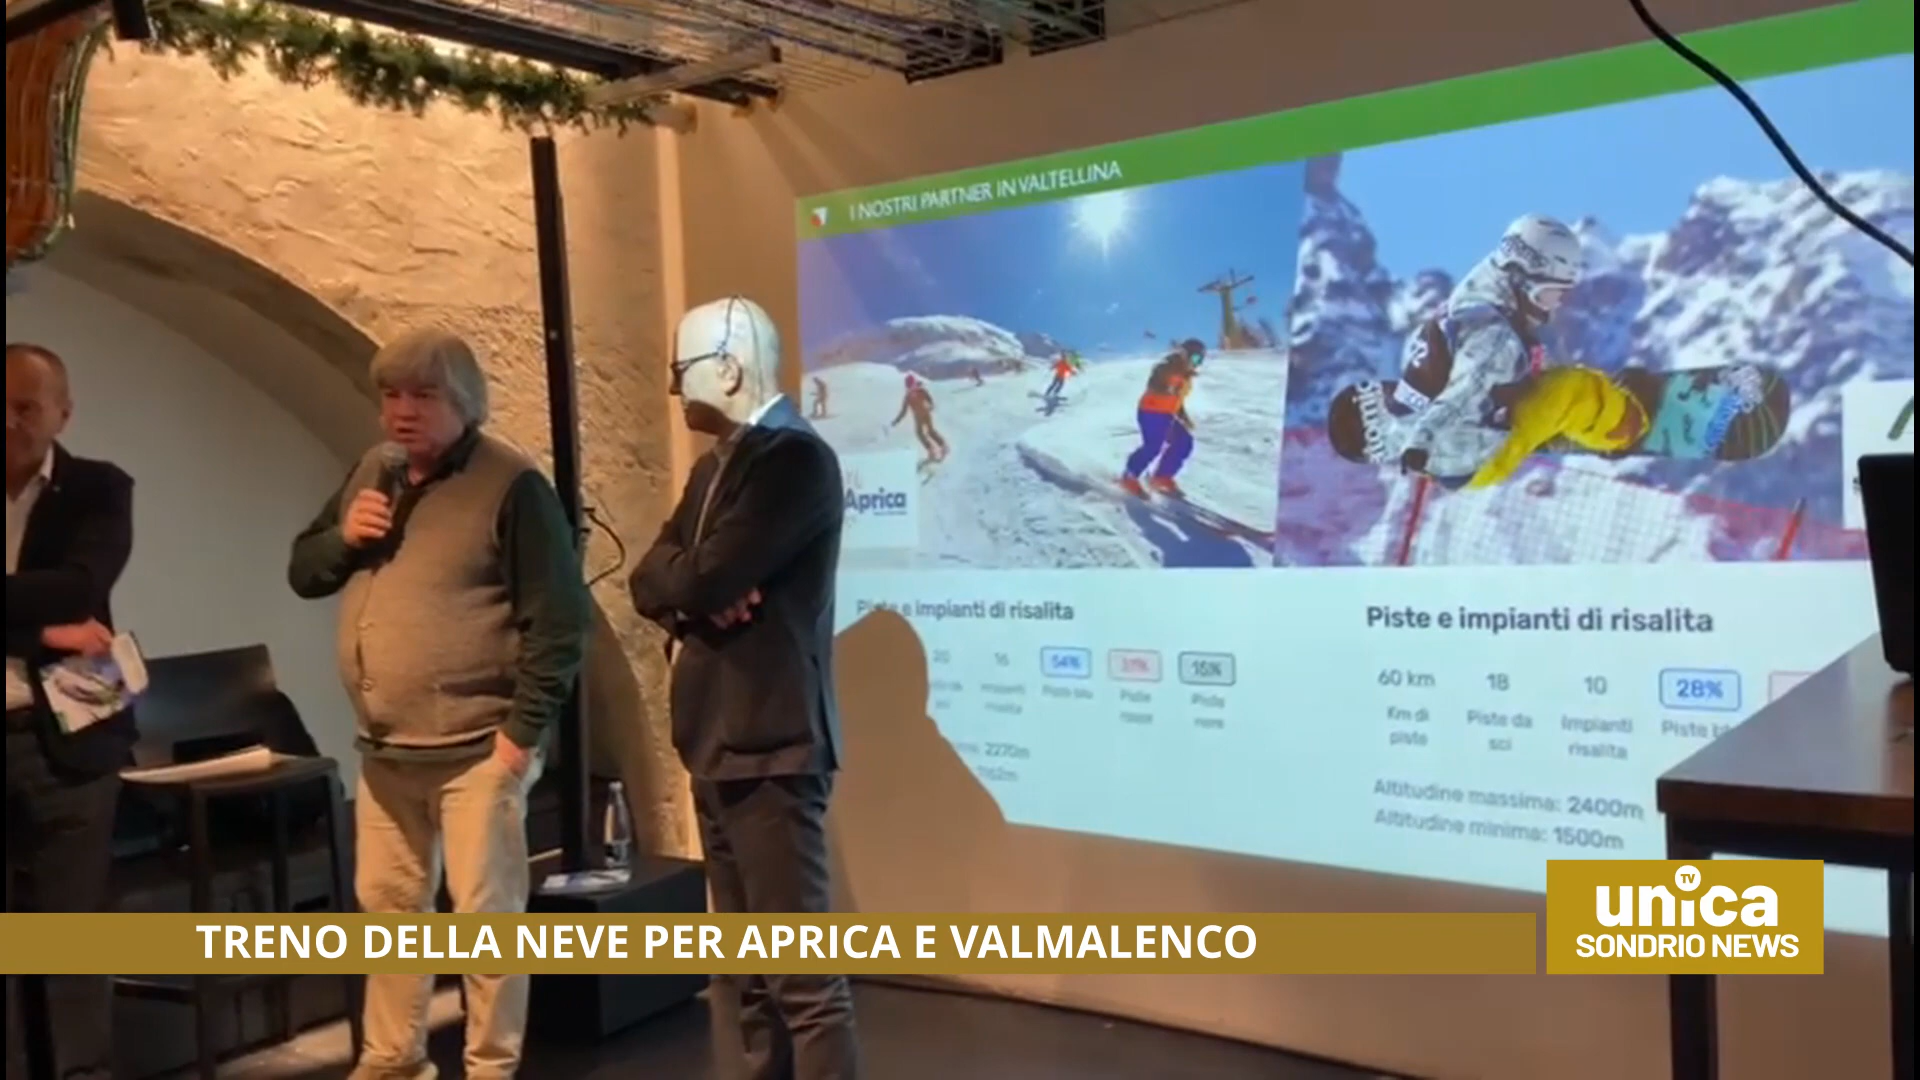 I NOSTRI PARTNER IN VALTELLINA
Aprica
e impianti di risalita
Piste e impianti di risalita
60 km
18
10
28%
Km di
piste
Piste da
sci
Impianti
risalita
Piste
Altitudine massima: 2400m
Altitudine minima: 1500m
2270m
TRENO DELLA NEVE PER APRICA E VALMALENCO
unica TV
SONDRIO NEWS